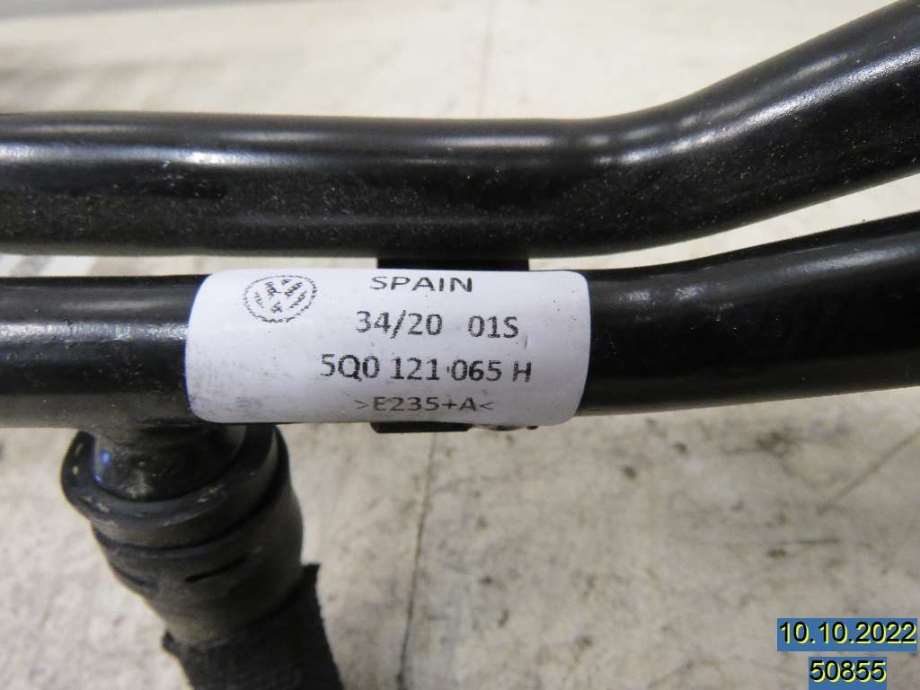 SPAIN
34/20 01S
5Q0 121 065 H
>E235+A<
10.10.2022
50855